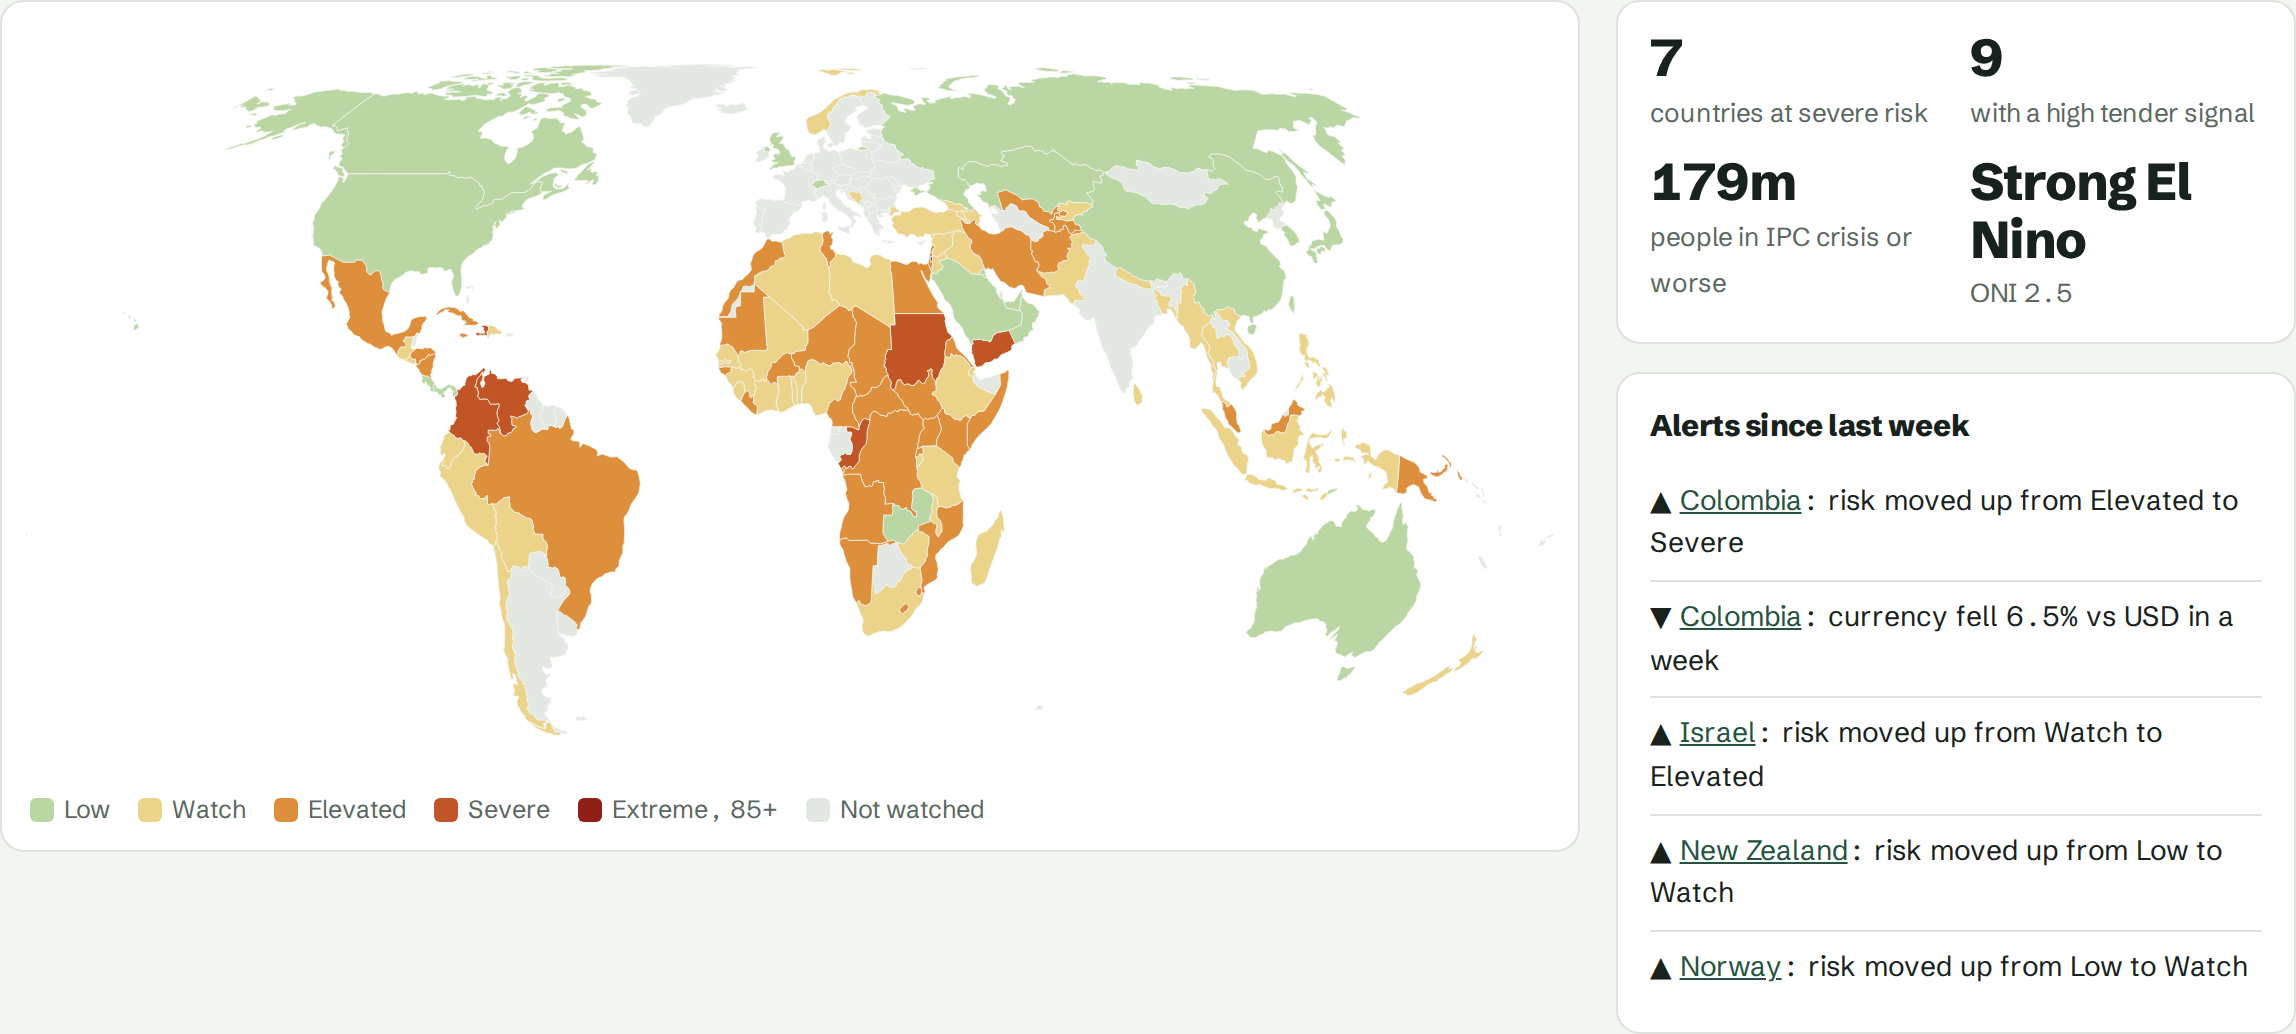 7
countries at severe risk
9
with a high tender signal
179m
people in IPC crisis or
worse
Strong El
Nino
ONI 2.5
Alerts since last week
▲ Colombia: risk moved up from Elevated to
Severe
▼ Colombia: currency fell 6.5% vs USD in a
week
▲ Israel: risk moved up from Watch to
Elevated
▲ New Zealand: risk moved up from Low to
Watch
▲ Norway: risk moved up from Low to Watch
Low
Watch
Elevated
Severe
Extreme, 85+
Not watched